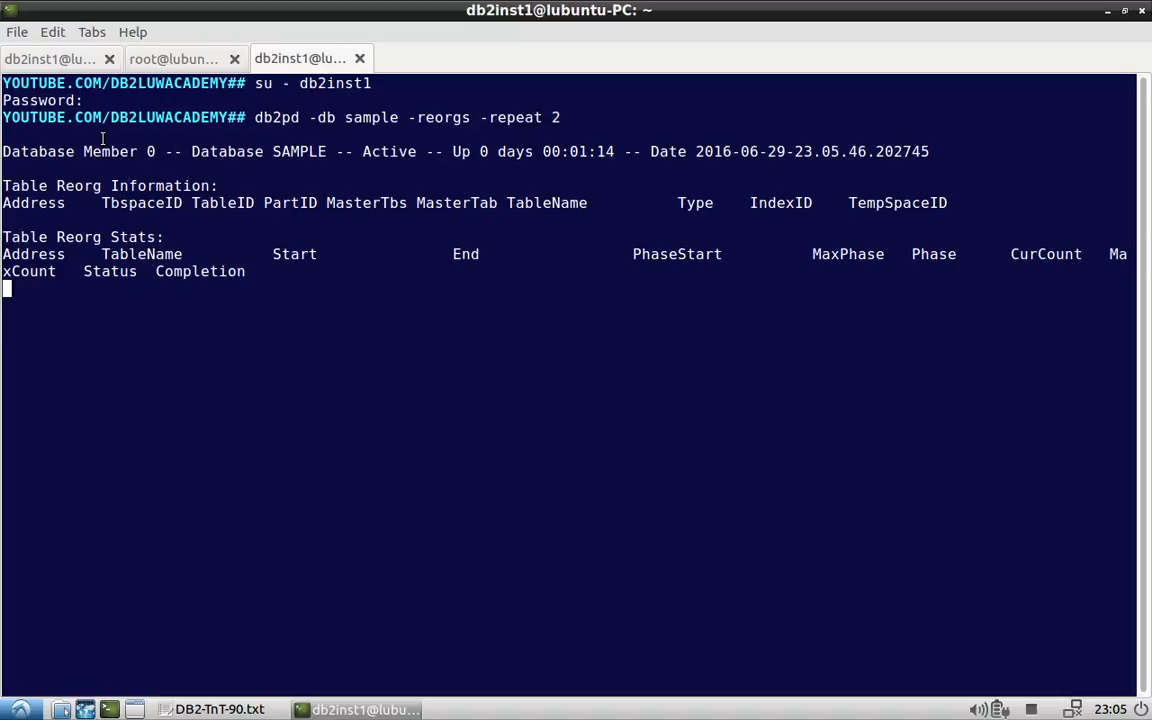 db2inst1@lubuntu-PC: ~
File Edit Tabs Help
db2inst1@lu... root@lubun... db2inst1@lu...
YOUTUBE.COM/DB2LUWACADEMY## su - db2inst1
Password:
YOUTUBE.COM/DB2LUWACADEMY## db2pd -db sample -reorgs -repeat 2
Database Member 0 -- Database SAMPLE -- Active -- Up 0 days 00:01:14 -- Date 2016-06-29-23.05.46.202745
Table Reorg Information:
Address TbspaceID TableID PartID MasterTbs MasterTab TableName Type IndexID TempSpaceID
Table Reorg Stats:
Address TableName Start End PhaseStart MaxPhase Phase CurCount Ma
xCount Status Completion
DB2-TnT-90.txt db2inst1@lubu... 23:05